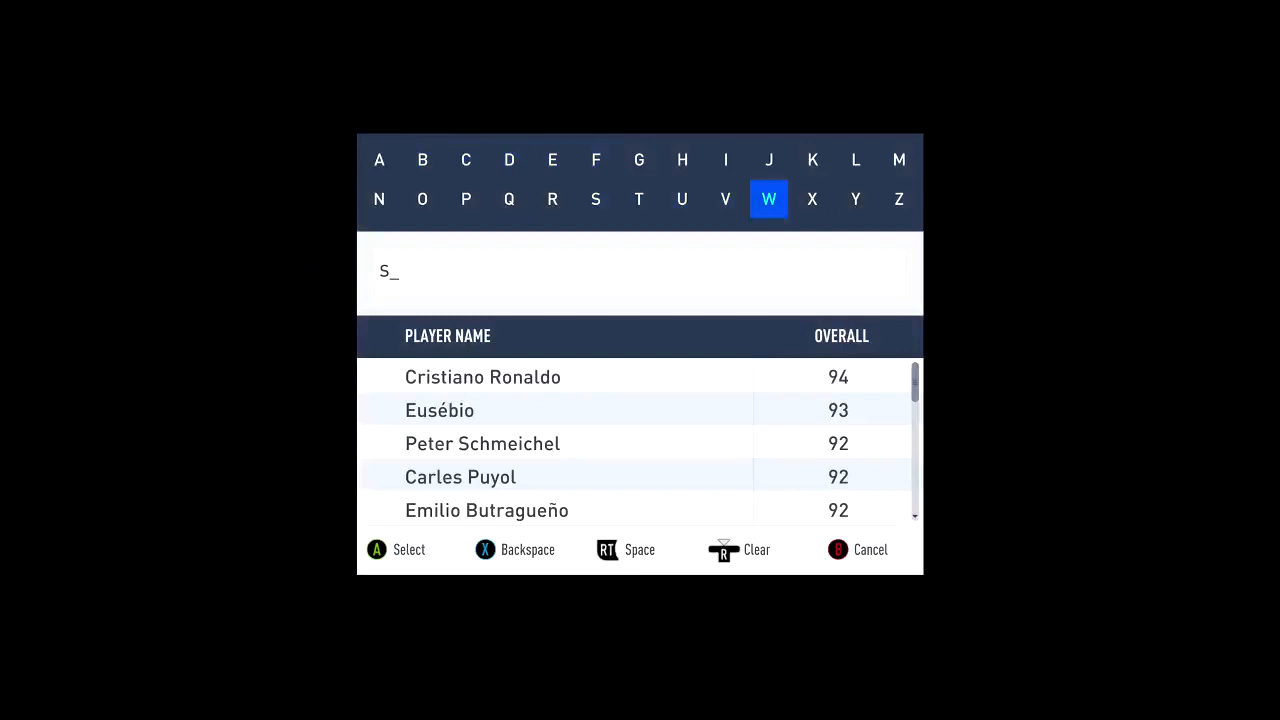 A B C D E F G H I J K L M
N O P Q R S T U V W X Y Z
S_
PLAYER NAME OVERALL
Cristiano Ronaldo 94
Eusébio 93
Peter Schmeichel 92
Carles Puyol 92
Emilio Butragueño 92
A Select X Backspace RT Space R Clear B Cancel